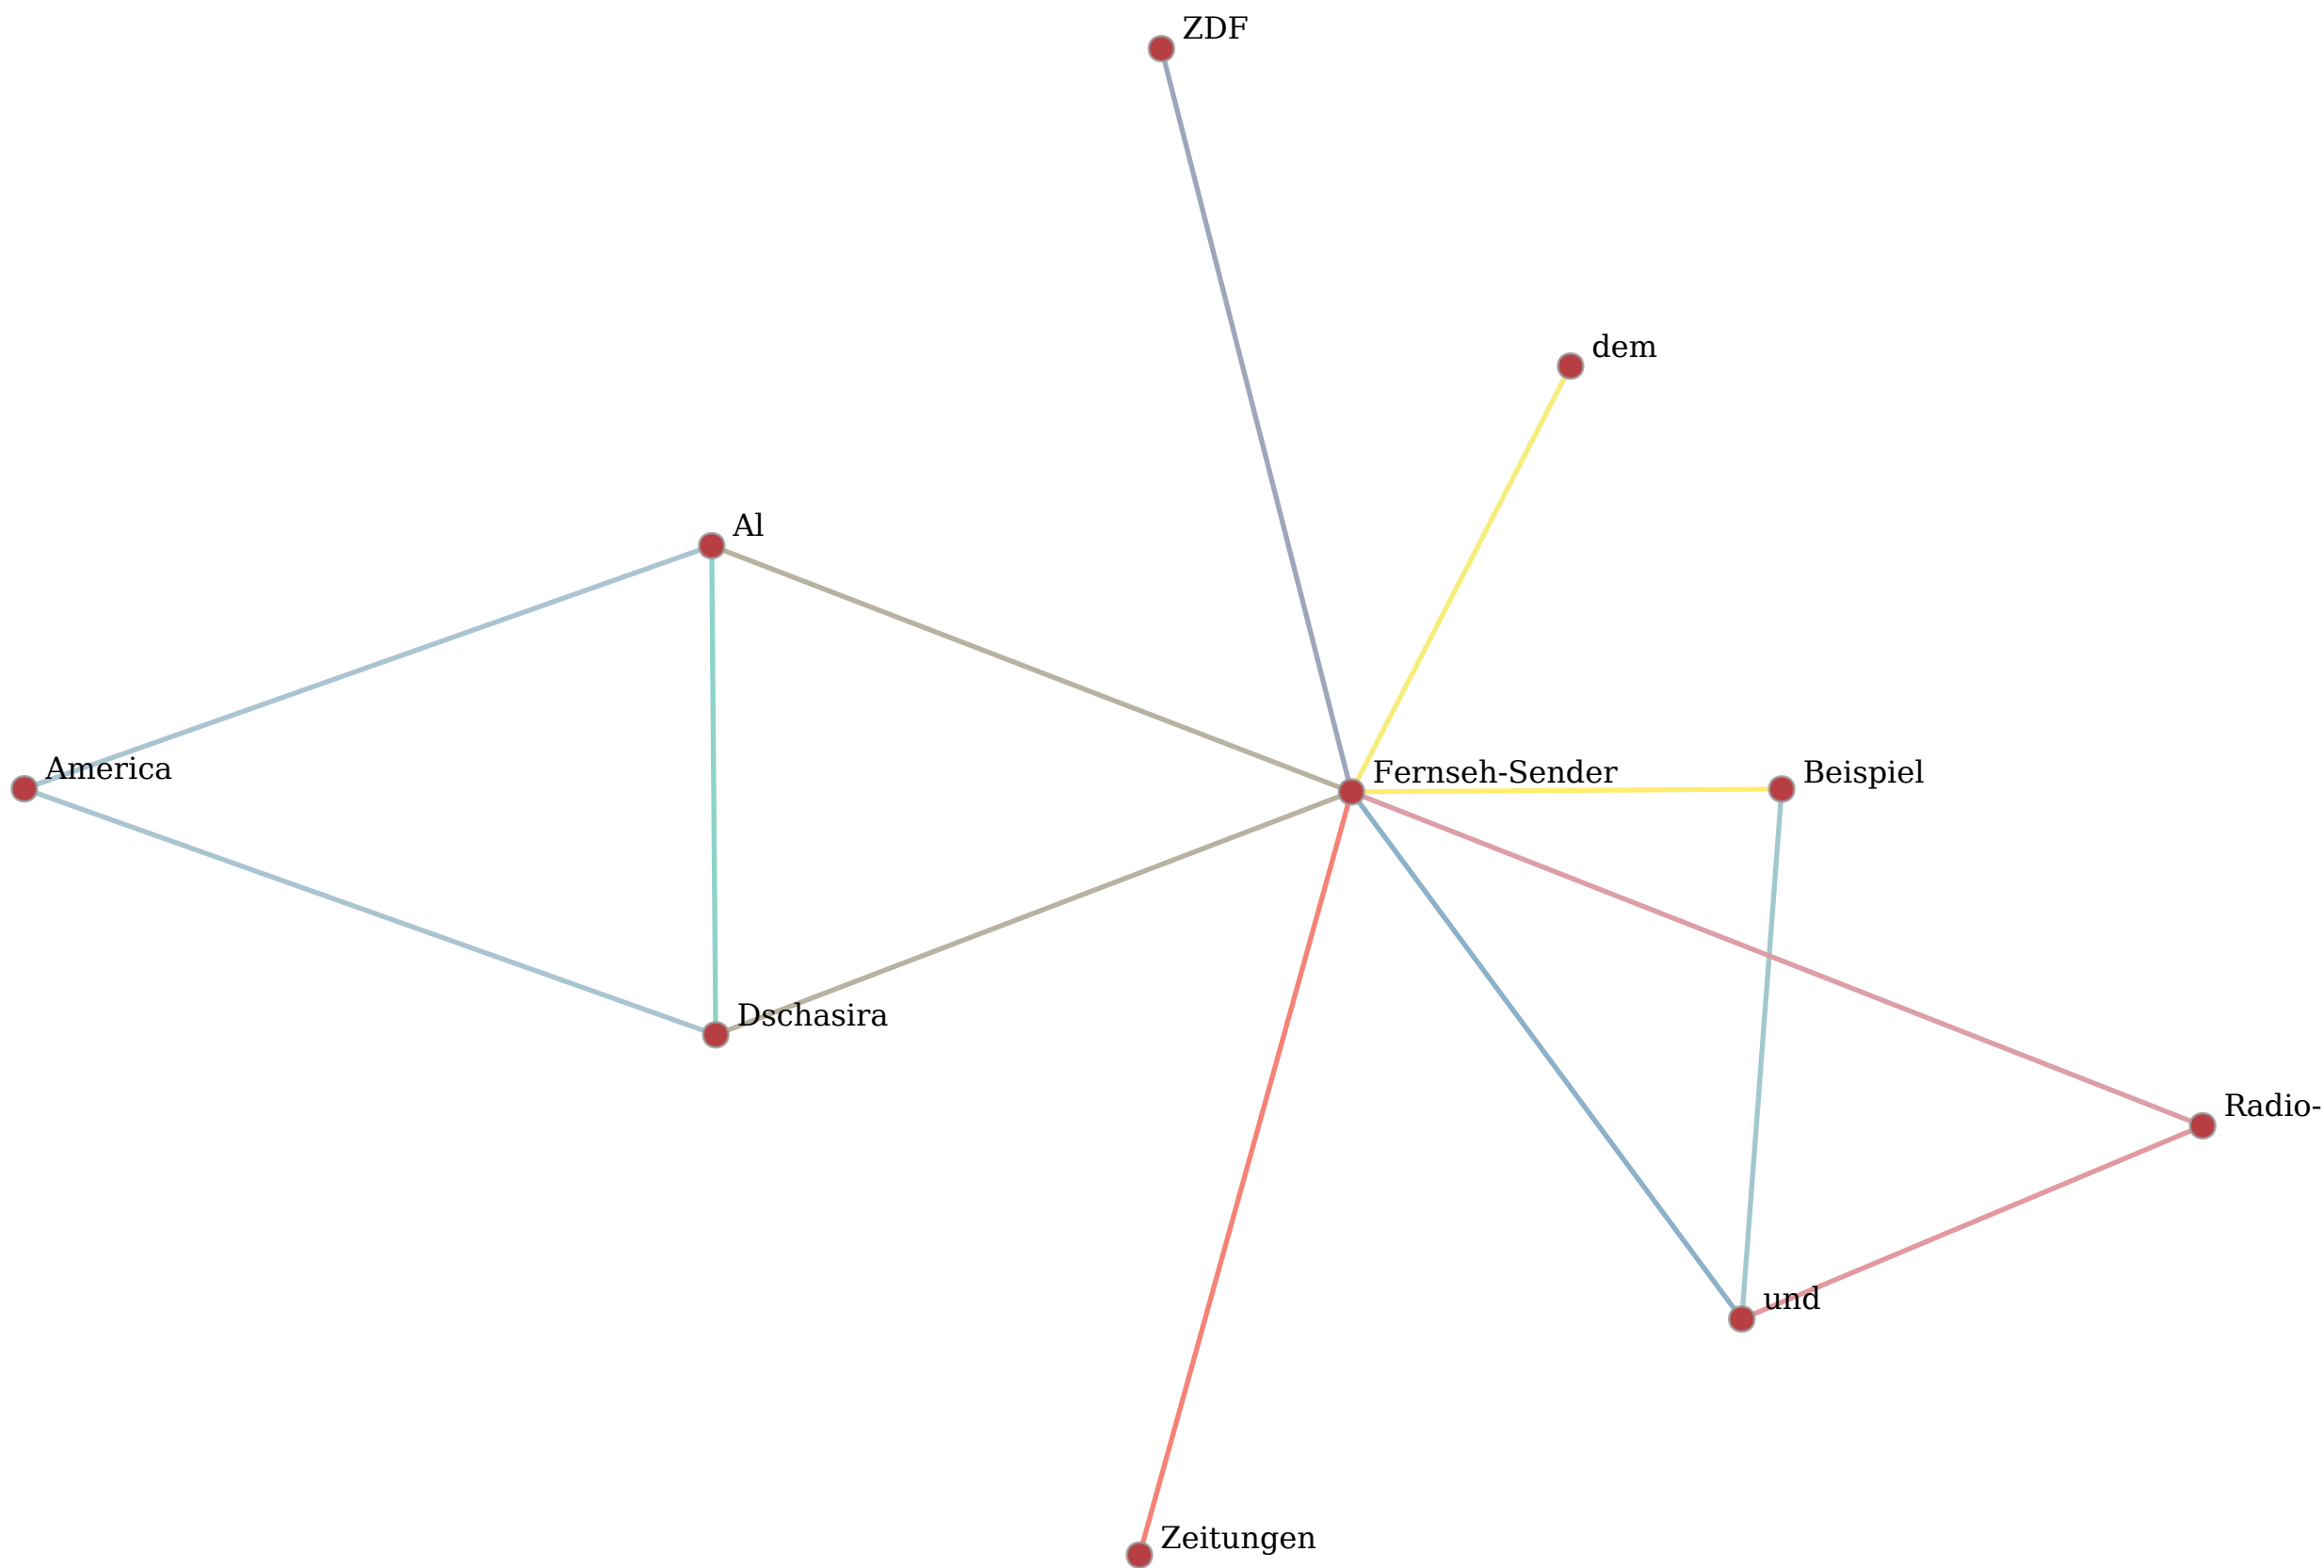 ZDF
dem
Al
America
Fernseh-Sender
Beispiel
Dschasira
Radio-
und
Zeitungen